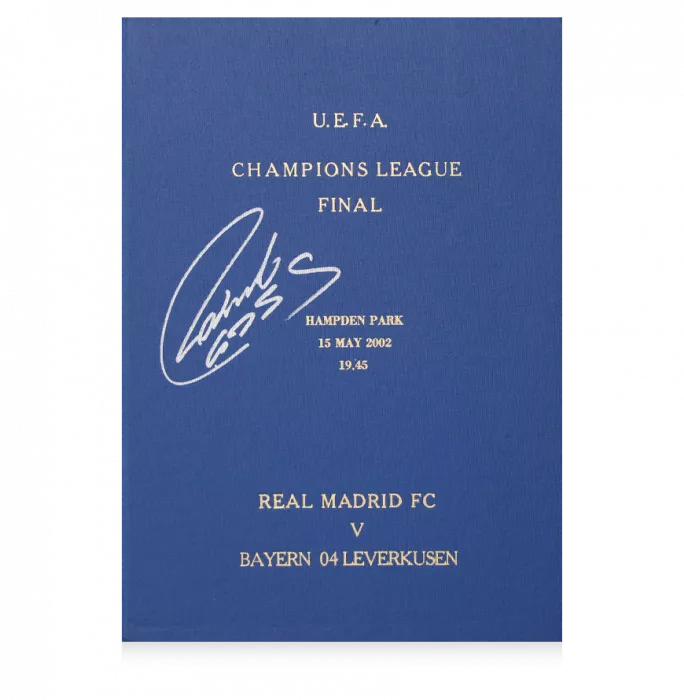 U.E.F.A.
CHAMPIONS LEAGUE
FINAL
HAMPDEN PARK
15 MAY 2002
19.45
REAL MADRID FC
V
BAYERN 04 LEVERKUSEN